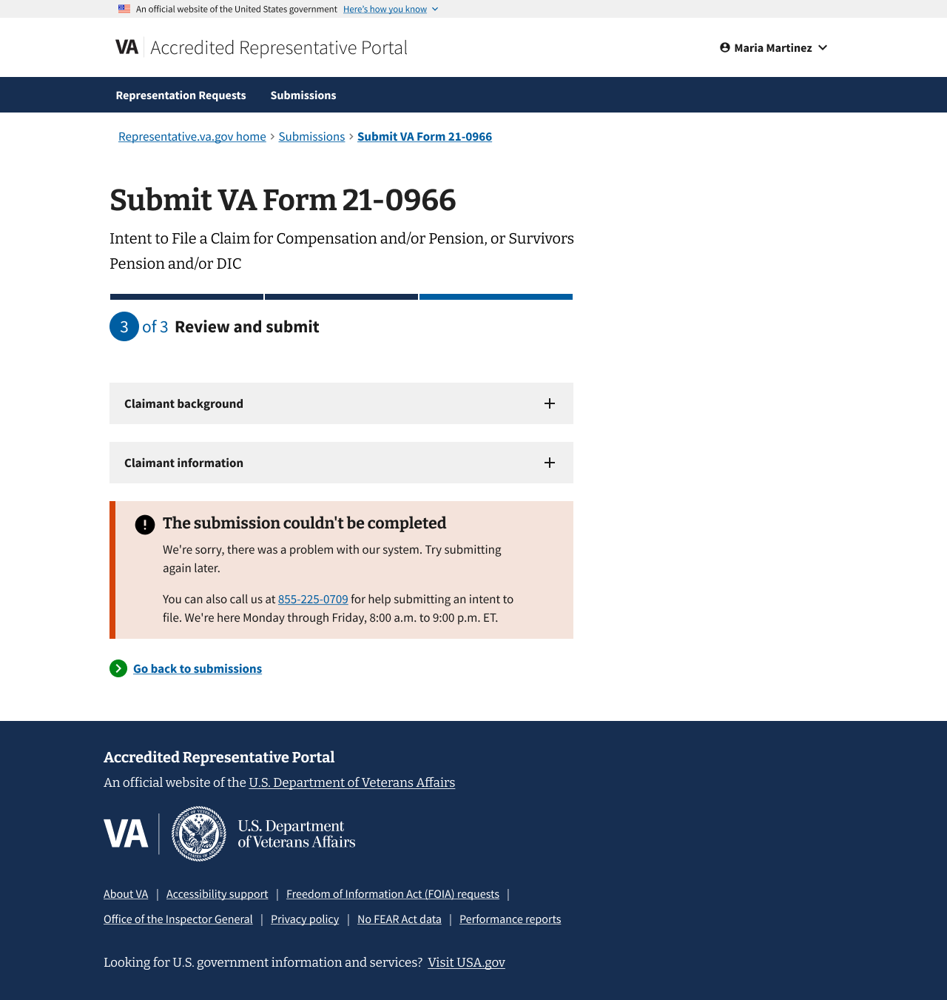 An official website of the United States government Here's how you know
VA Accredited Representative Portal
Maria Martinez
Representation Requests Submissions
Representative.va.gov home Submissions Submit VA Form 21-0966
Submit VA Form 21-0966
Intent to File a Claim for Compensation and/or Pension, or Survivors
Pension and/or DIC
3 of 3 Review and submit
Claimant background
Claimant information
The submission couldn't be completed
We're sorry, there was a problem with our system. Try submitting
again later.
You can also call us at 855-225-0709 for help submitting an intent to
file. We're here Monday through Friday, 8:00 a.m. to 9:00 p.m. ET.
Go back to submissions
Accredited Representative Portal
An official website of the U.S. Department of Veterans Affairs
VA
U.S. Department
of Veterans Affairs
About VA | Accessibility support | Freedom of Information Act (FOIA) requests |
Office of the Inspector General | Privacy policy | No FEAR Act data | Performance reports
Looking for U.S. government information and services? Visit USA.gov